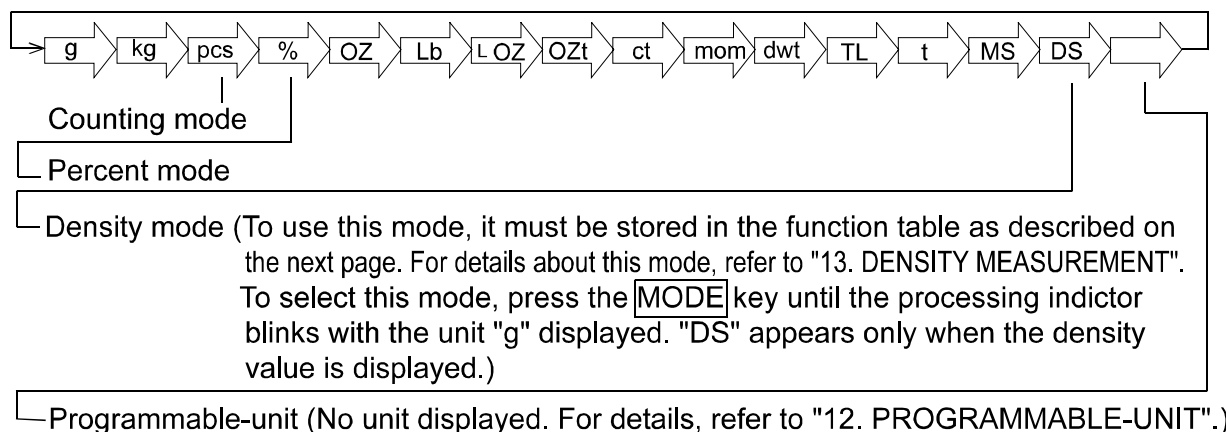 g kg pcs % OZ Lb L OZ OZt ct mom dwt TL t MS DS
Counting mode
Percent mode
Density mode (To use this mode, it must be stored in the function table as described on
the next page. For details about this mode, refer to "13. DENSITY MEASUREMENT".
To select this mode, press the MODE key until the processing indictor
blinks with the unit "g" displayed. "DS" appears only when the density
value is displayed.)
Programmable-unit (No unit displayed. For details, refer to "12. PROGRAMMABLE-UNIT".)